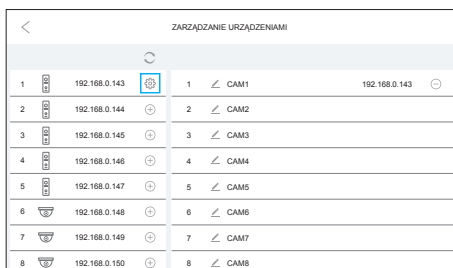 ZARZĄDZANIE URZĄDZENIAMI
1 192.168.0.143 1 CAM1 192.168.0.143
2 192.168.0.144 2 CAM2
3 192.168.0.145 3 CAM3
4 192.168.0.146 4 CAM4
5 192.168.0.147 5 CAM5
6 192.168.0.148 6 CAM6
7 192.168.0.149 7 CAM7
8 192.168.0.150 8 CAM8